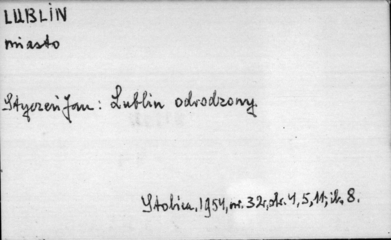 LUBLIN
miasto
Styczeń Jan: Lublin odrodzony.
Stolica, 1954, nr. 32, str. 4, 5, 11, il. 8.